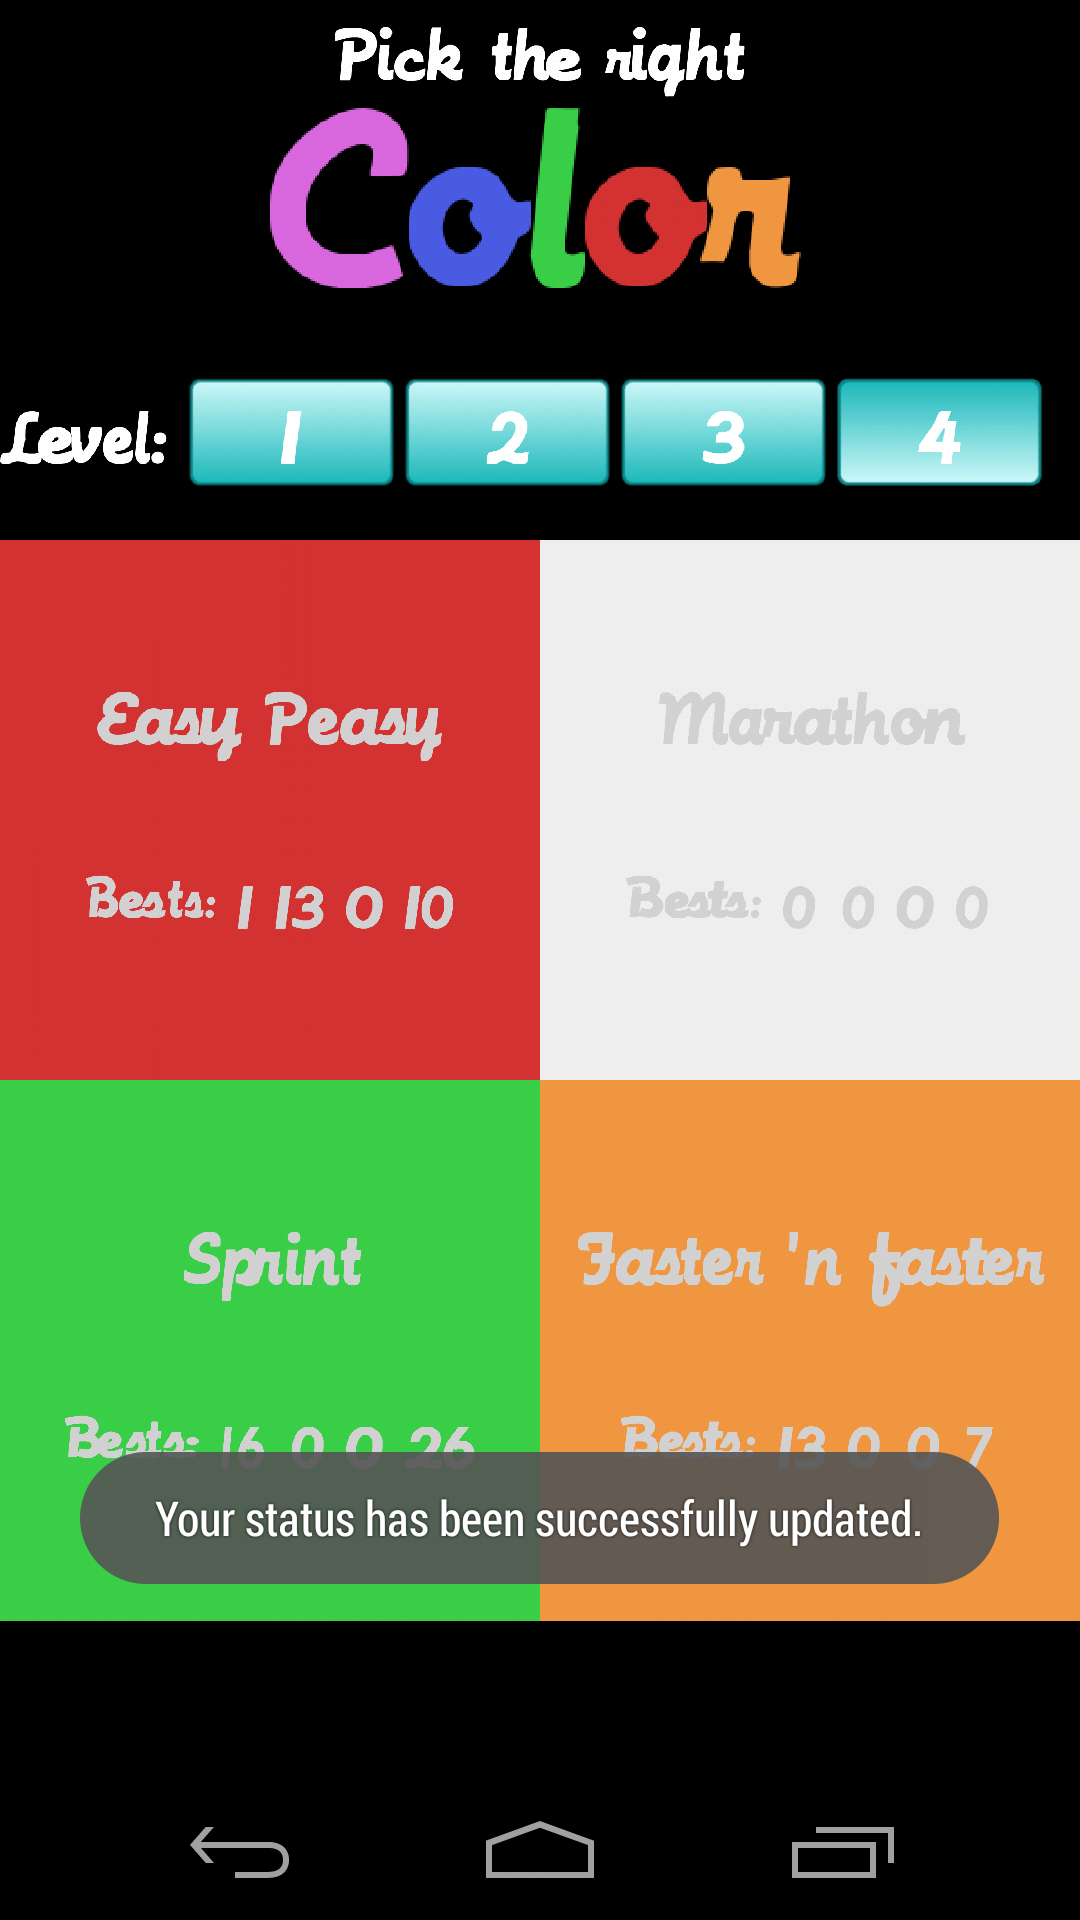 Pick the right
Color
Level: 1 2 3 4
Easy Peasy
Bests: 1 13 0 10
Marathon
Bests: 0 0 0 0
Sprint
Bests: 16 0 0 26
Faster 'n faster
Bests: 13 0 0 7
Your status has been successfully updated.